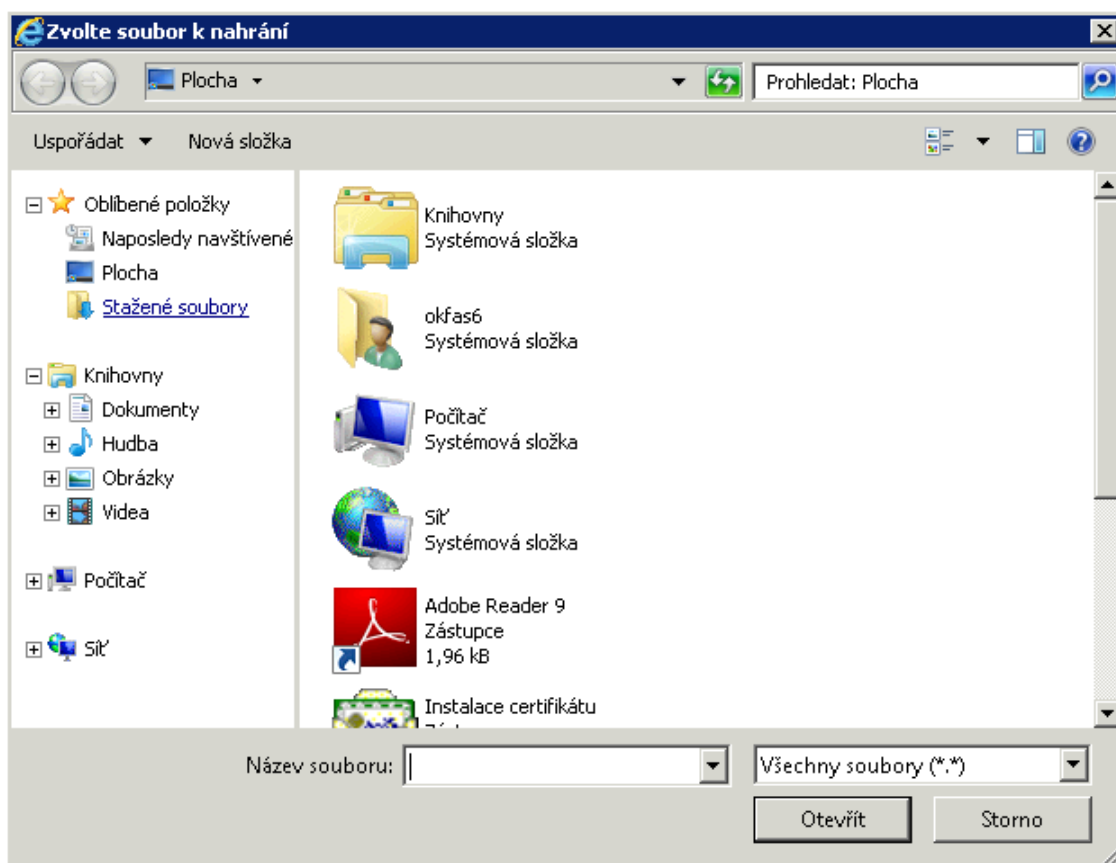 Zvolte soubor k nahrání
Plocha
Prohledat: Plocha
Uspořádat
Nová složka
Oblíbené položky
Naposledy navštívené
Plocha
Stažené soubory
Knihovny
Dokumenty
Hudba
Obrázky
Videa
Počítač
Síť
Knihovny
Systémová složka
okfas6
Systémová složka
Počítač
Systémová složka
Síť
Systémová složka
Adobe Reader 9
Zástupce
1,96 kB
Instalace certifikátu
Název souboru:
Všechny soubory (*.*)
Otevřít
Storno